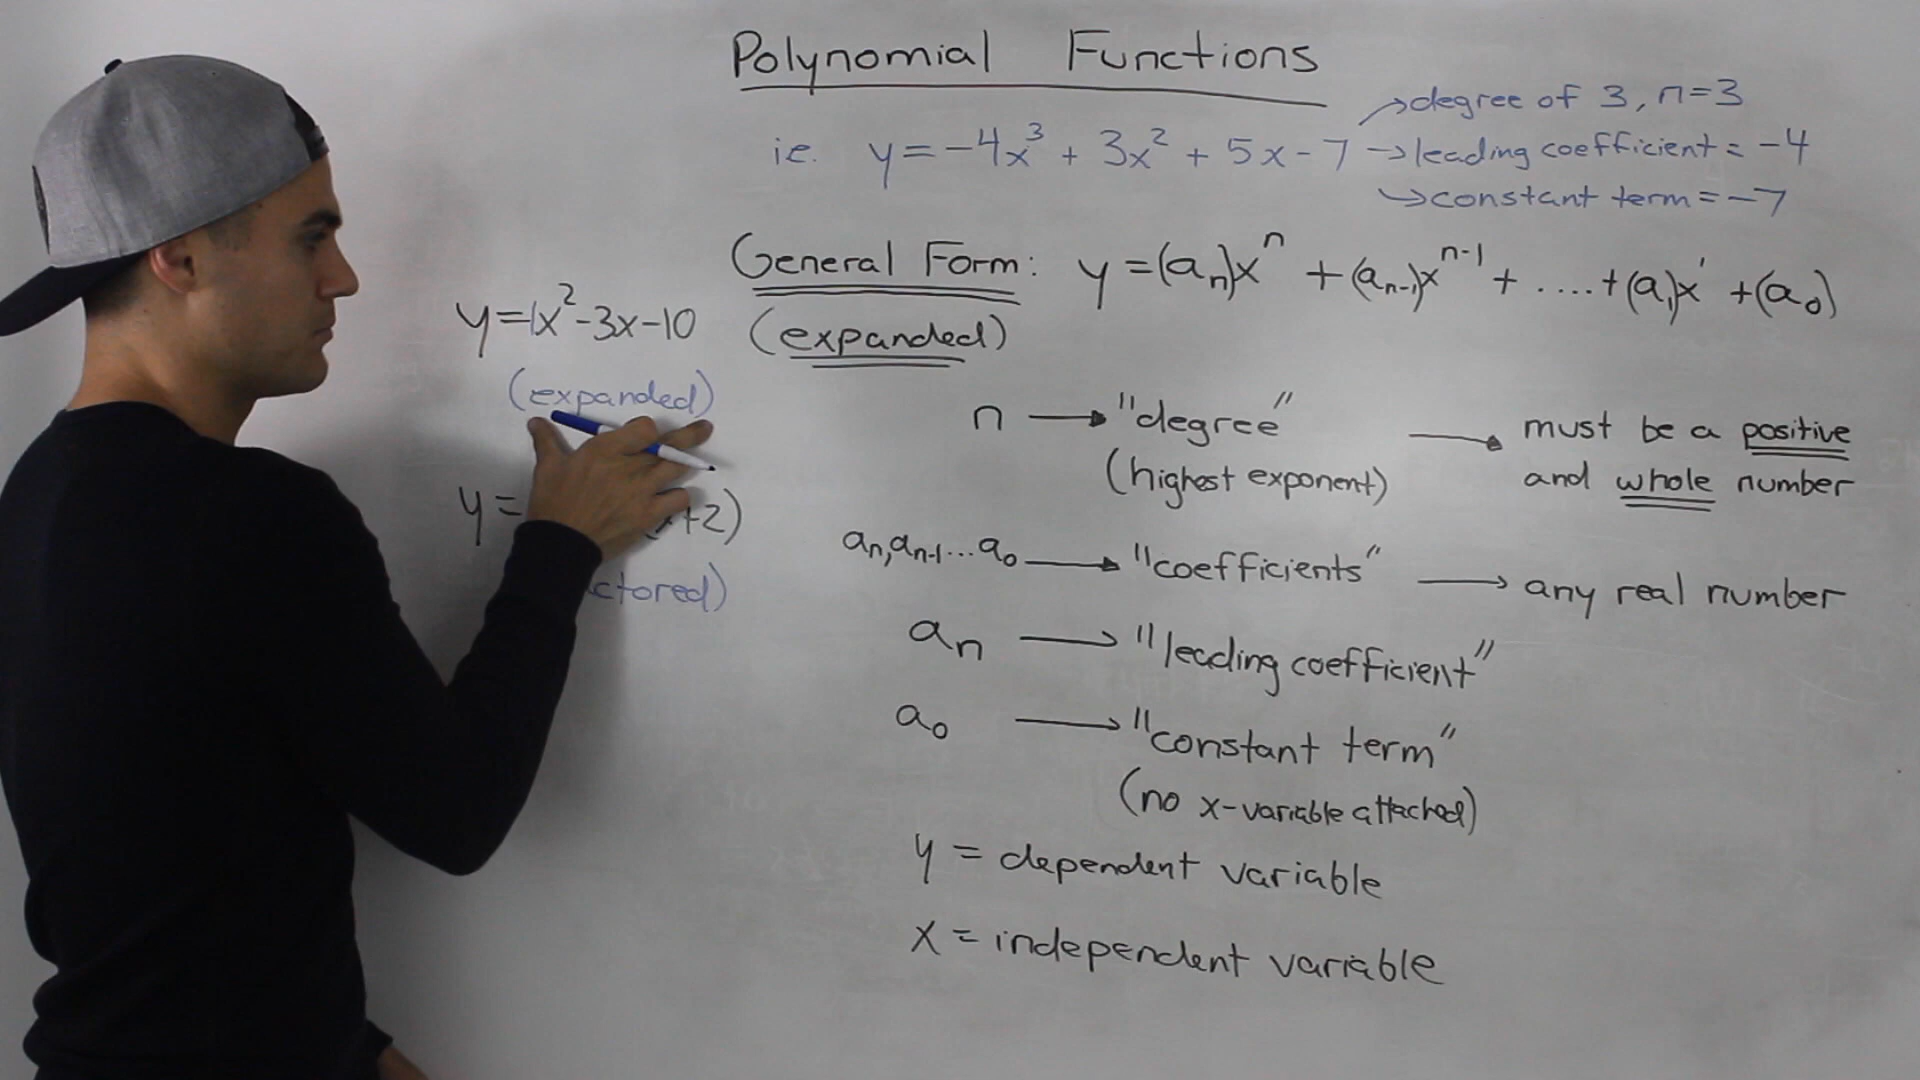 Polynomial Functions
ie. y = -4x³ + 3x² + 5x - 7
→ degree of 3, n=3
→ leading coefficient = -4
→ constant term = -7
General Form: y = (aₙ)xⁿ + (aₙ₋₁)xⁿ⁻¹ + .... + (a₁)x¹ + (a₀)
(expanded)
y=1x²-3x-10
(expanded)
y= x+2)
ctored)
n → "degree" → must be a positive
(highest exponent) and whole number
aₙ, aₙ₋₁ ... a₀ → "coefficients" → any real number
aₙ → "leading coefficient"
a₀ → "constant term"
(no x-variable attached)
y = dependent variable
x = independent variable